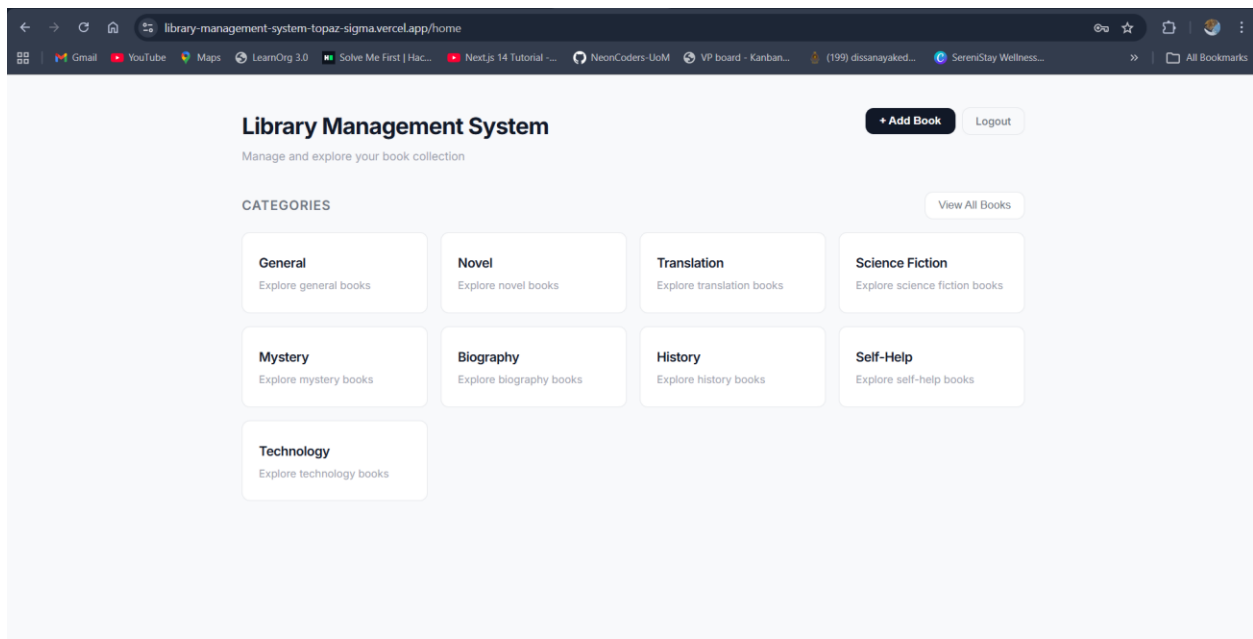 library-management-system-topaz-sigma.vercel.app/home
Gmail YouTube Maps LearnOrg 3.0 Solve Me First | Hac... Next.js 14 Tutorial -... NeonCoders-UoM VP board - Kanban... (199) dissanayaked... SereniStay Wellness... » All Bookmarks
Library Management System
+ Add Book Logout
Manage and explore your book collection
CATEGORIES View All Books
General Novel Translation Science Fiction
Explore general books Explore novel books Explore translation books Explore science fiction books
Mystery Biography History Self-Help
Explore mystery books Explore biography books Explore history books Explore self-help books
Technology
Explore technology books